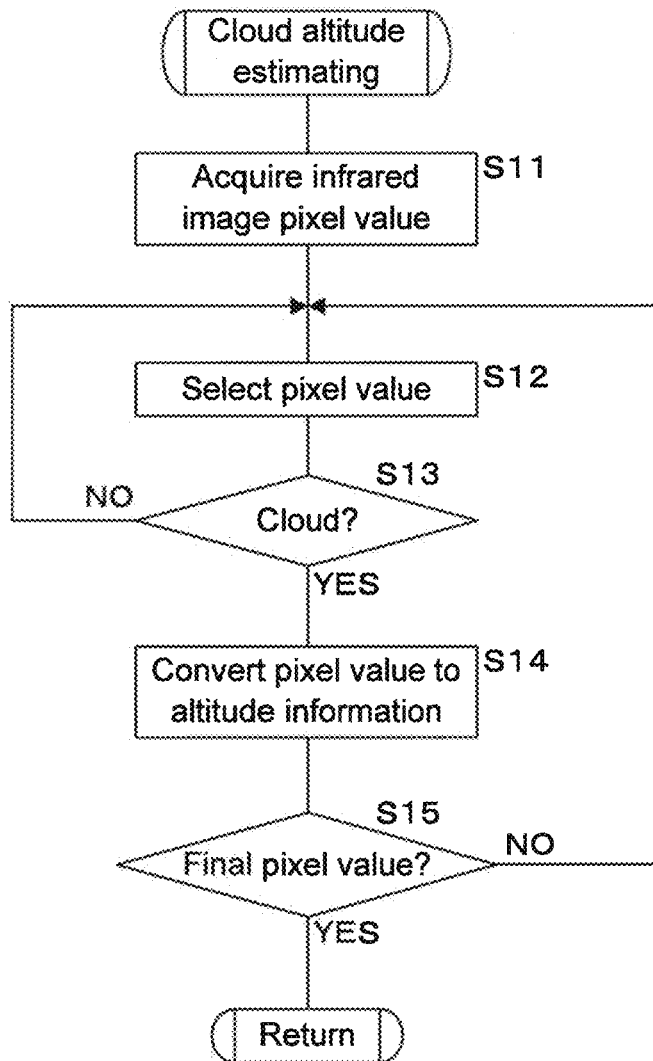 Cloud altitude
estimating
Acquire infrared
image pixel value
S11
Select pixel value
S12
S13
NO
Cloud?
YES
Convert pixel value to
altitude information
S14
S15
Final pixel value?
NO
YES
Return